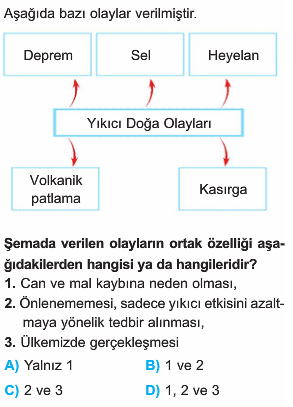 Aşağıda bazı olaylar verilmiştir.
Deprem
Sel
Heyelan
Yıkıcı Doğa Olayları
Volkanik
patlama
Kasırga
Şemada verilen olayların ortak özelliği aşa-
ğıdakilerden hangisi ya da hangileridir?
1. Can ve mal kaybına neden olması,
2. Önlenememesi, sadece yıkıcı etkisini azalt-
maya yönelik tedbir alınması,
3. Ülkemizde gerçekleşmesi
A) Yalnız 1
B) 1 ve 2
C) 2 ve 3
D) 1, 2 ve 3